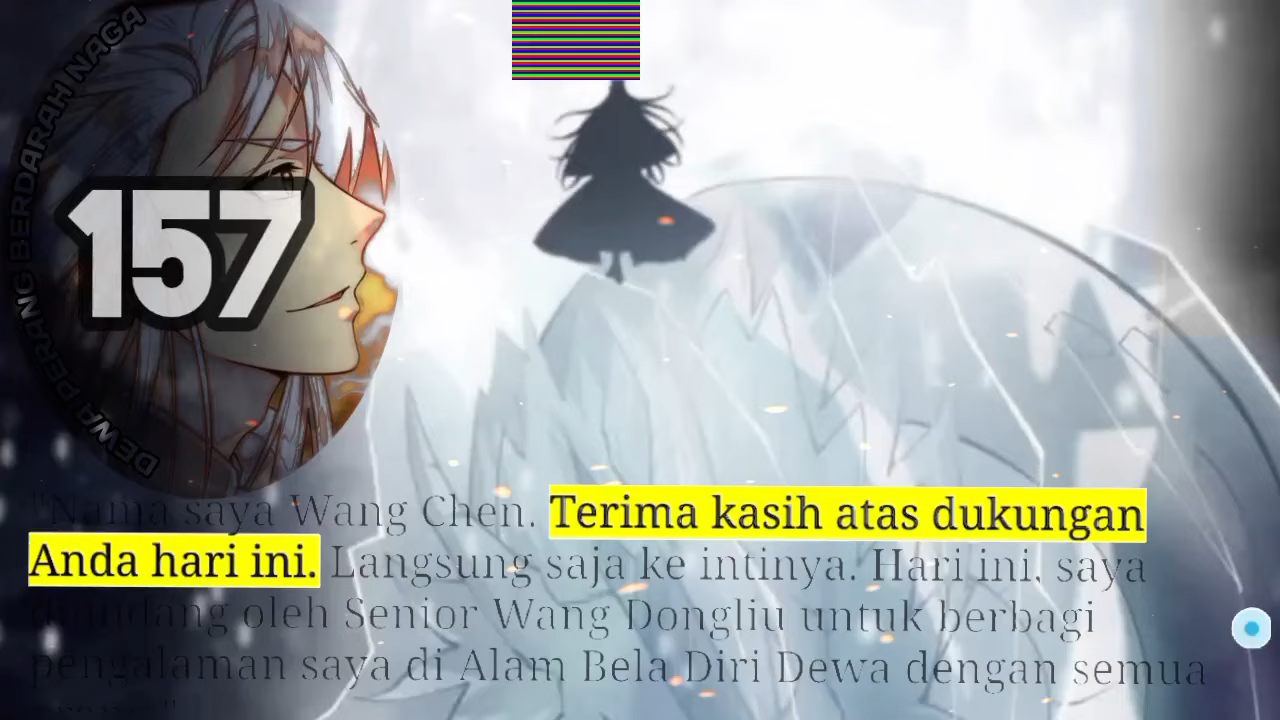 DEWA PERANG BERDARAH NAGA
157
"Nama saya Wang Chen. Terima kasih atas dukungan
Anda hari ini. Langsung saja ke intinya. Hari ini, saya
diundang oleh Senior Wang Dongliu untuk berbagi
pengalaman saya di Alam Bela Diri Dewa dengan semua